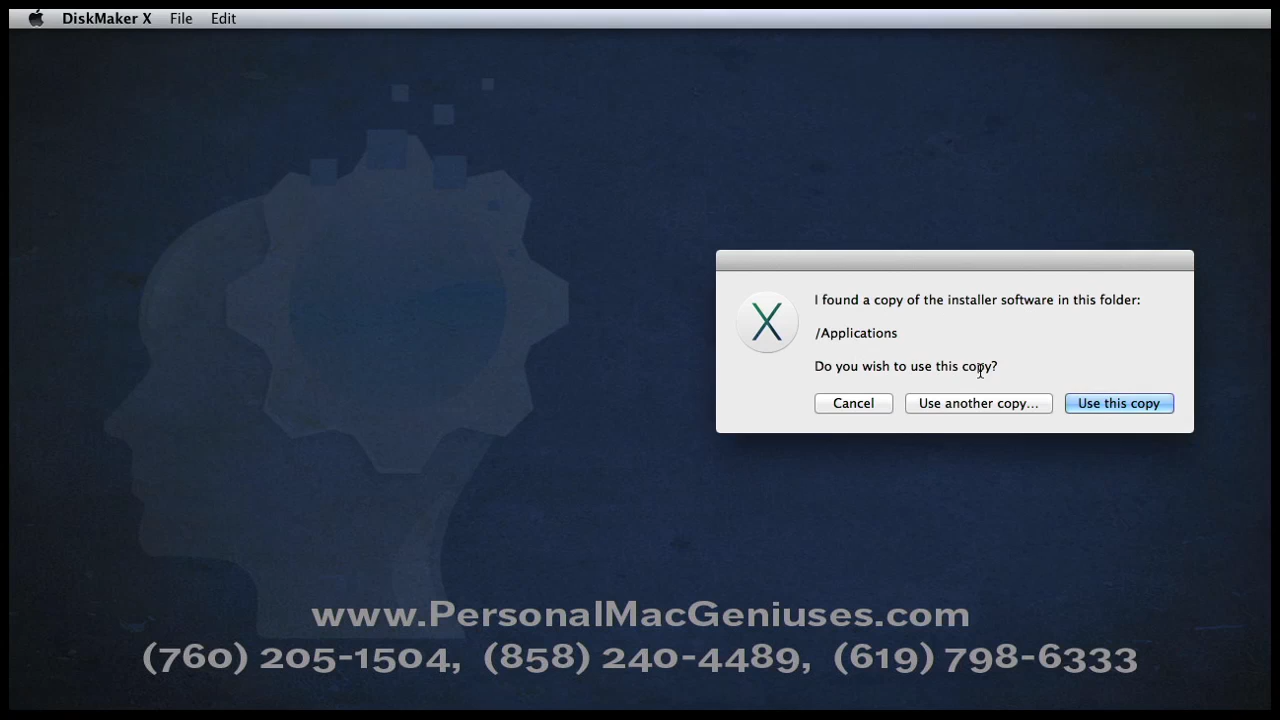 DiskMaker X File Edit
I found a copy of the installer software in this folder:
/Applications
Do you wish to use this copy?
Cancel Use another copy... Use this copy
www.PersonalMacGeniuses.com
(760) 205-1504, (858) 240-4489, (619) 798-6333